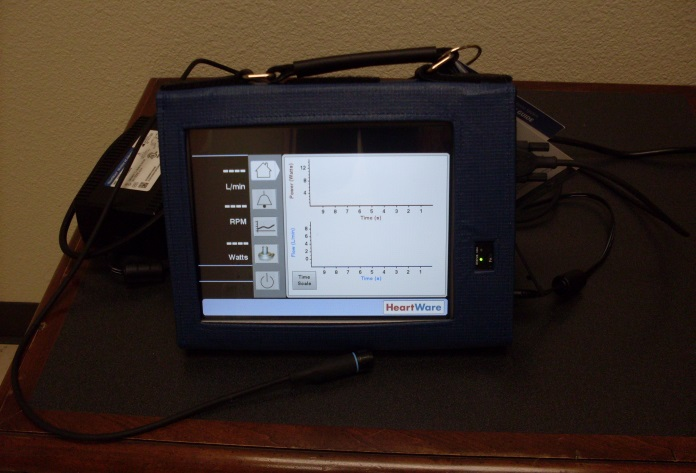 ----
L/min
----
RPM
----
Watts
Power (Watts)
12
8
4
9 8 7 6 5 4 3 2 1
Time (s)
Flow (L/min)
8
6
4
2
0
9 8 7 6 5 4 3 2 1
Time (s)
Time
Scale
HeartWare